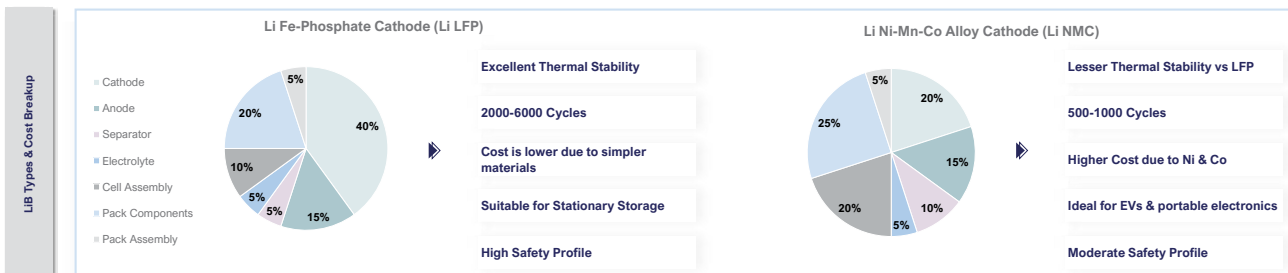 LiB Types & Cost Breakup
Li Fe-Phosphate Cathode (Li LFP)
Cathode
Anode
Separator
Electrolyte
Cell Assembly
Pack Components
Pack Assembly
5%
20%
40%
10%
5%
5%
15%
Excellent Thermal Stability
2000-6000 Cycles
Cost is lower due to simpler
materials
Suitable for Stationary Storage
High Safety Profile
Li Ni-Mn-Co Alloy Cathode (Li NMC)
5%
20%
25%
15%
20%
10%
5%
Lesser Thermal Stability vs LFP
500-1000 Cycles
Higher Cost due to Ni & Co
Ideal for EVs & portable electronics
Moderate Safety Profile